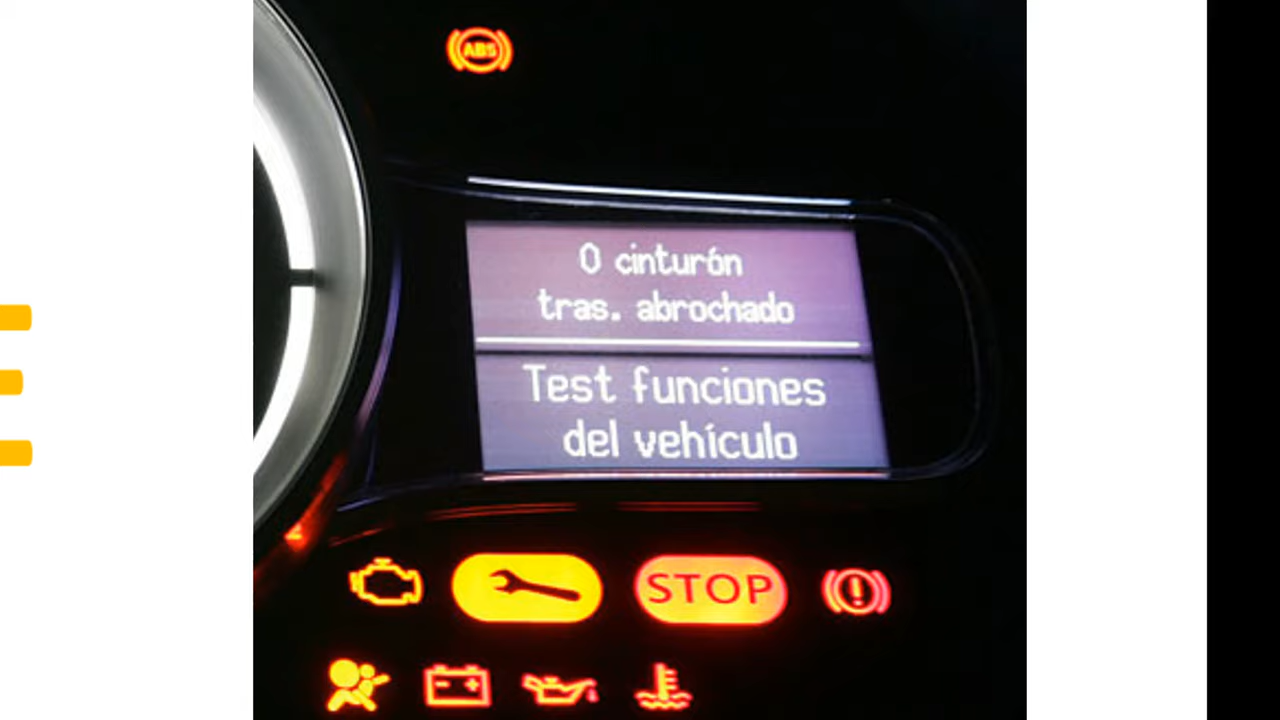 ABS
0 cinturón
tras. abrochado
Test funciones
del vehículo
STOP